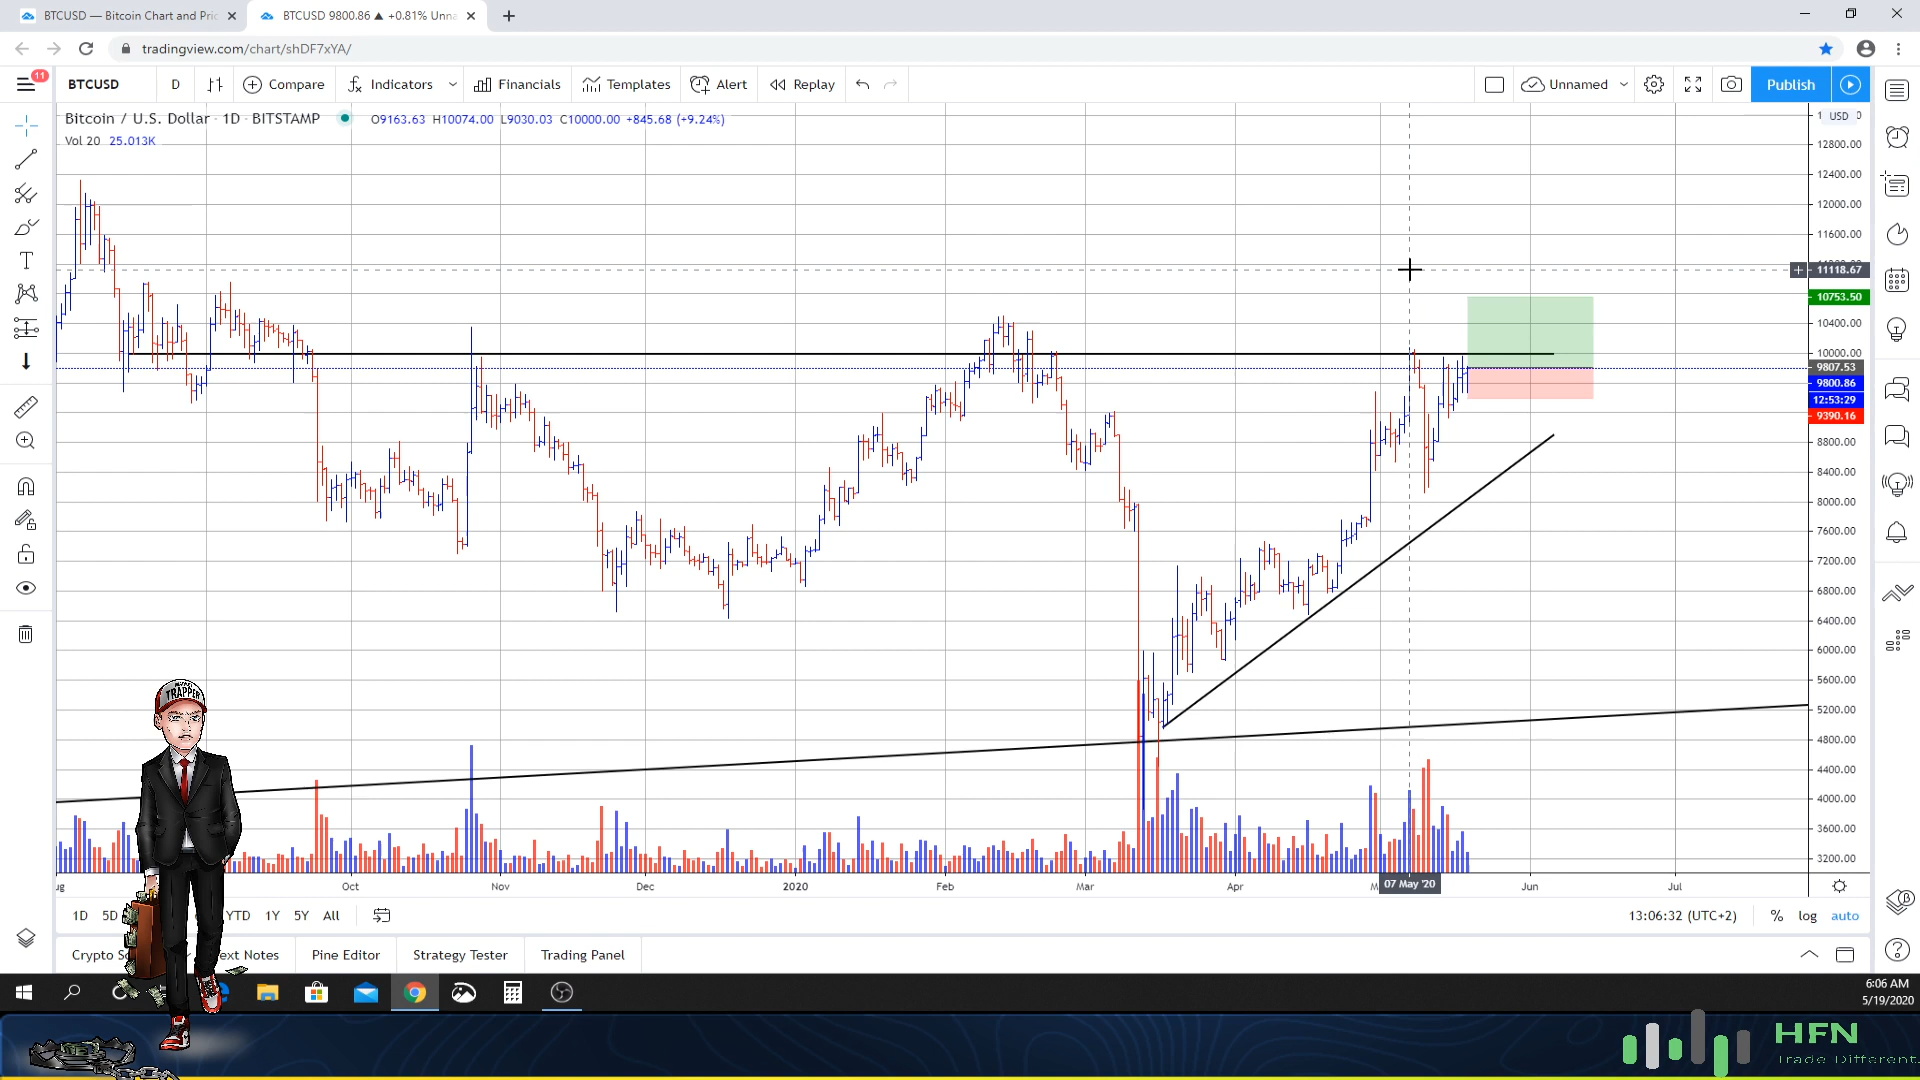 BTCUSD — Bitcoin Chart and Pric
BTCUSD 9800.86 ▲ +0.81% Unna
tradingview.com/chart/shDF7xYA/
11
BTCUSD
D
Compare
Indicators
Financials
Templates
Alert
Replay
Unnamed
Publish
Bitcoin / U.S. Dollar · 1D · BITSTAMP
O9163.63 H10074.00 L9030.03 C10000.00 +845.68 (+9.24%)
Vol 20 25.013K
USD
12800.00
12400.00
12000.00
11600.00
11118.67
10753.50
10400.00
10000.00
9807.53
9800.86
12:53:29
9390.16
8800.00
8400.00
8000.00
7600.00
7200.00
6800.00
6400.00
6000.00
5600.00
5200.00
4800.00
4400.00
4000.00
3600.00
3200.00
TRAPPER
ug
Oct
Nov
Dec
2020
Feb
Mar
Apr
07 May '20
Jun
Jul
1D
5D
YTD
1Y
5Y
All
13:06:32 (UTC+2)
%
log
auto
Crypto S
ext Notes
Pine Editor
Strategy Tester
Trading Panel
6:06 AM
5/19/2020
HFN
Trade Different.